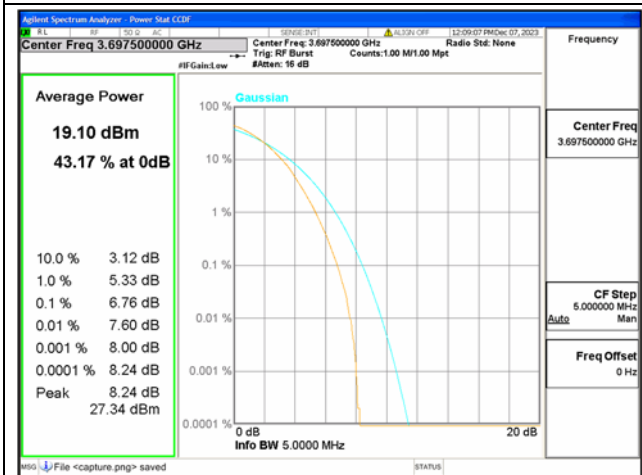 Agilent Spectrum Analyzer - Power Stat CCDF
RL RF 50 Ω AC SENSE:INT ALIGN OFF 12:09:07 PM Dec 07, 2023
Center Freq 3.697500000 GHz
Center Freq: 3.697500000 GHz Radio Std: None
Trig: RF Burst Counts:1.00 M/1.00 Mpt
#IFGain:Low #Atten: 16 dB
Frequency
Average Power
19.10 dBm
43.17 % at 0dB
10.0 % 3.12 dB
1.0 % 5.33 dB
0.1 % 6.76 dB
0.01 % 7.60 dB
0.001 % 8.00 dB
0.0001 % 8.24 dB
Peak 8.24 dB
27.34 dBm
Gaussian
100 %
10 %
1 %
0.1 %
0.01 %
0.001 %
0.0001 %
0 dB 20 dB
Info BW 5.0000 MHz
Center Freq
3.697500000 GHz
CF Step
5.000000 MHz
Auto Man
Freq Offset
0 Hz
MSG File <capture.png> saved STATUS